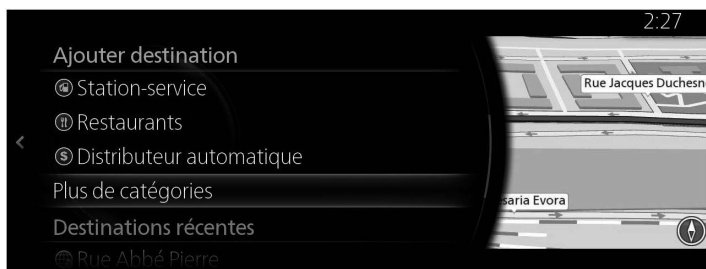 2:27
Ajouter destination
Station-service
Restaurants
Distributeur automatique
Plus de catégories
Destinations récentes
Rue Abbé Pierre
Rue Jacques Duchesn
esaria Evora